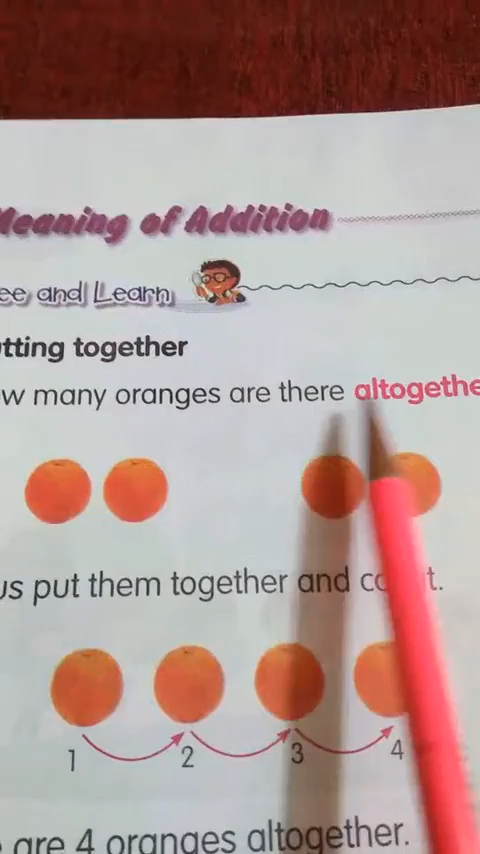 Meaning of Addition
ee and Learn
tting together
w many oranges are there altogethe
us put them together and co t.
1 2 3 4
are 4 oranges altogether.